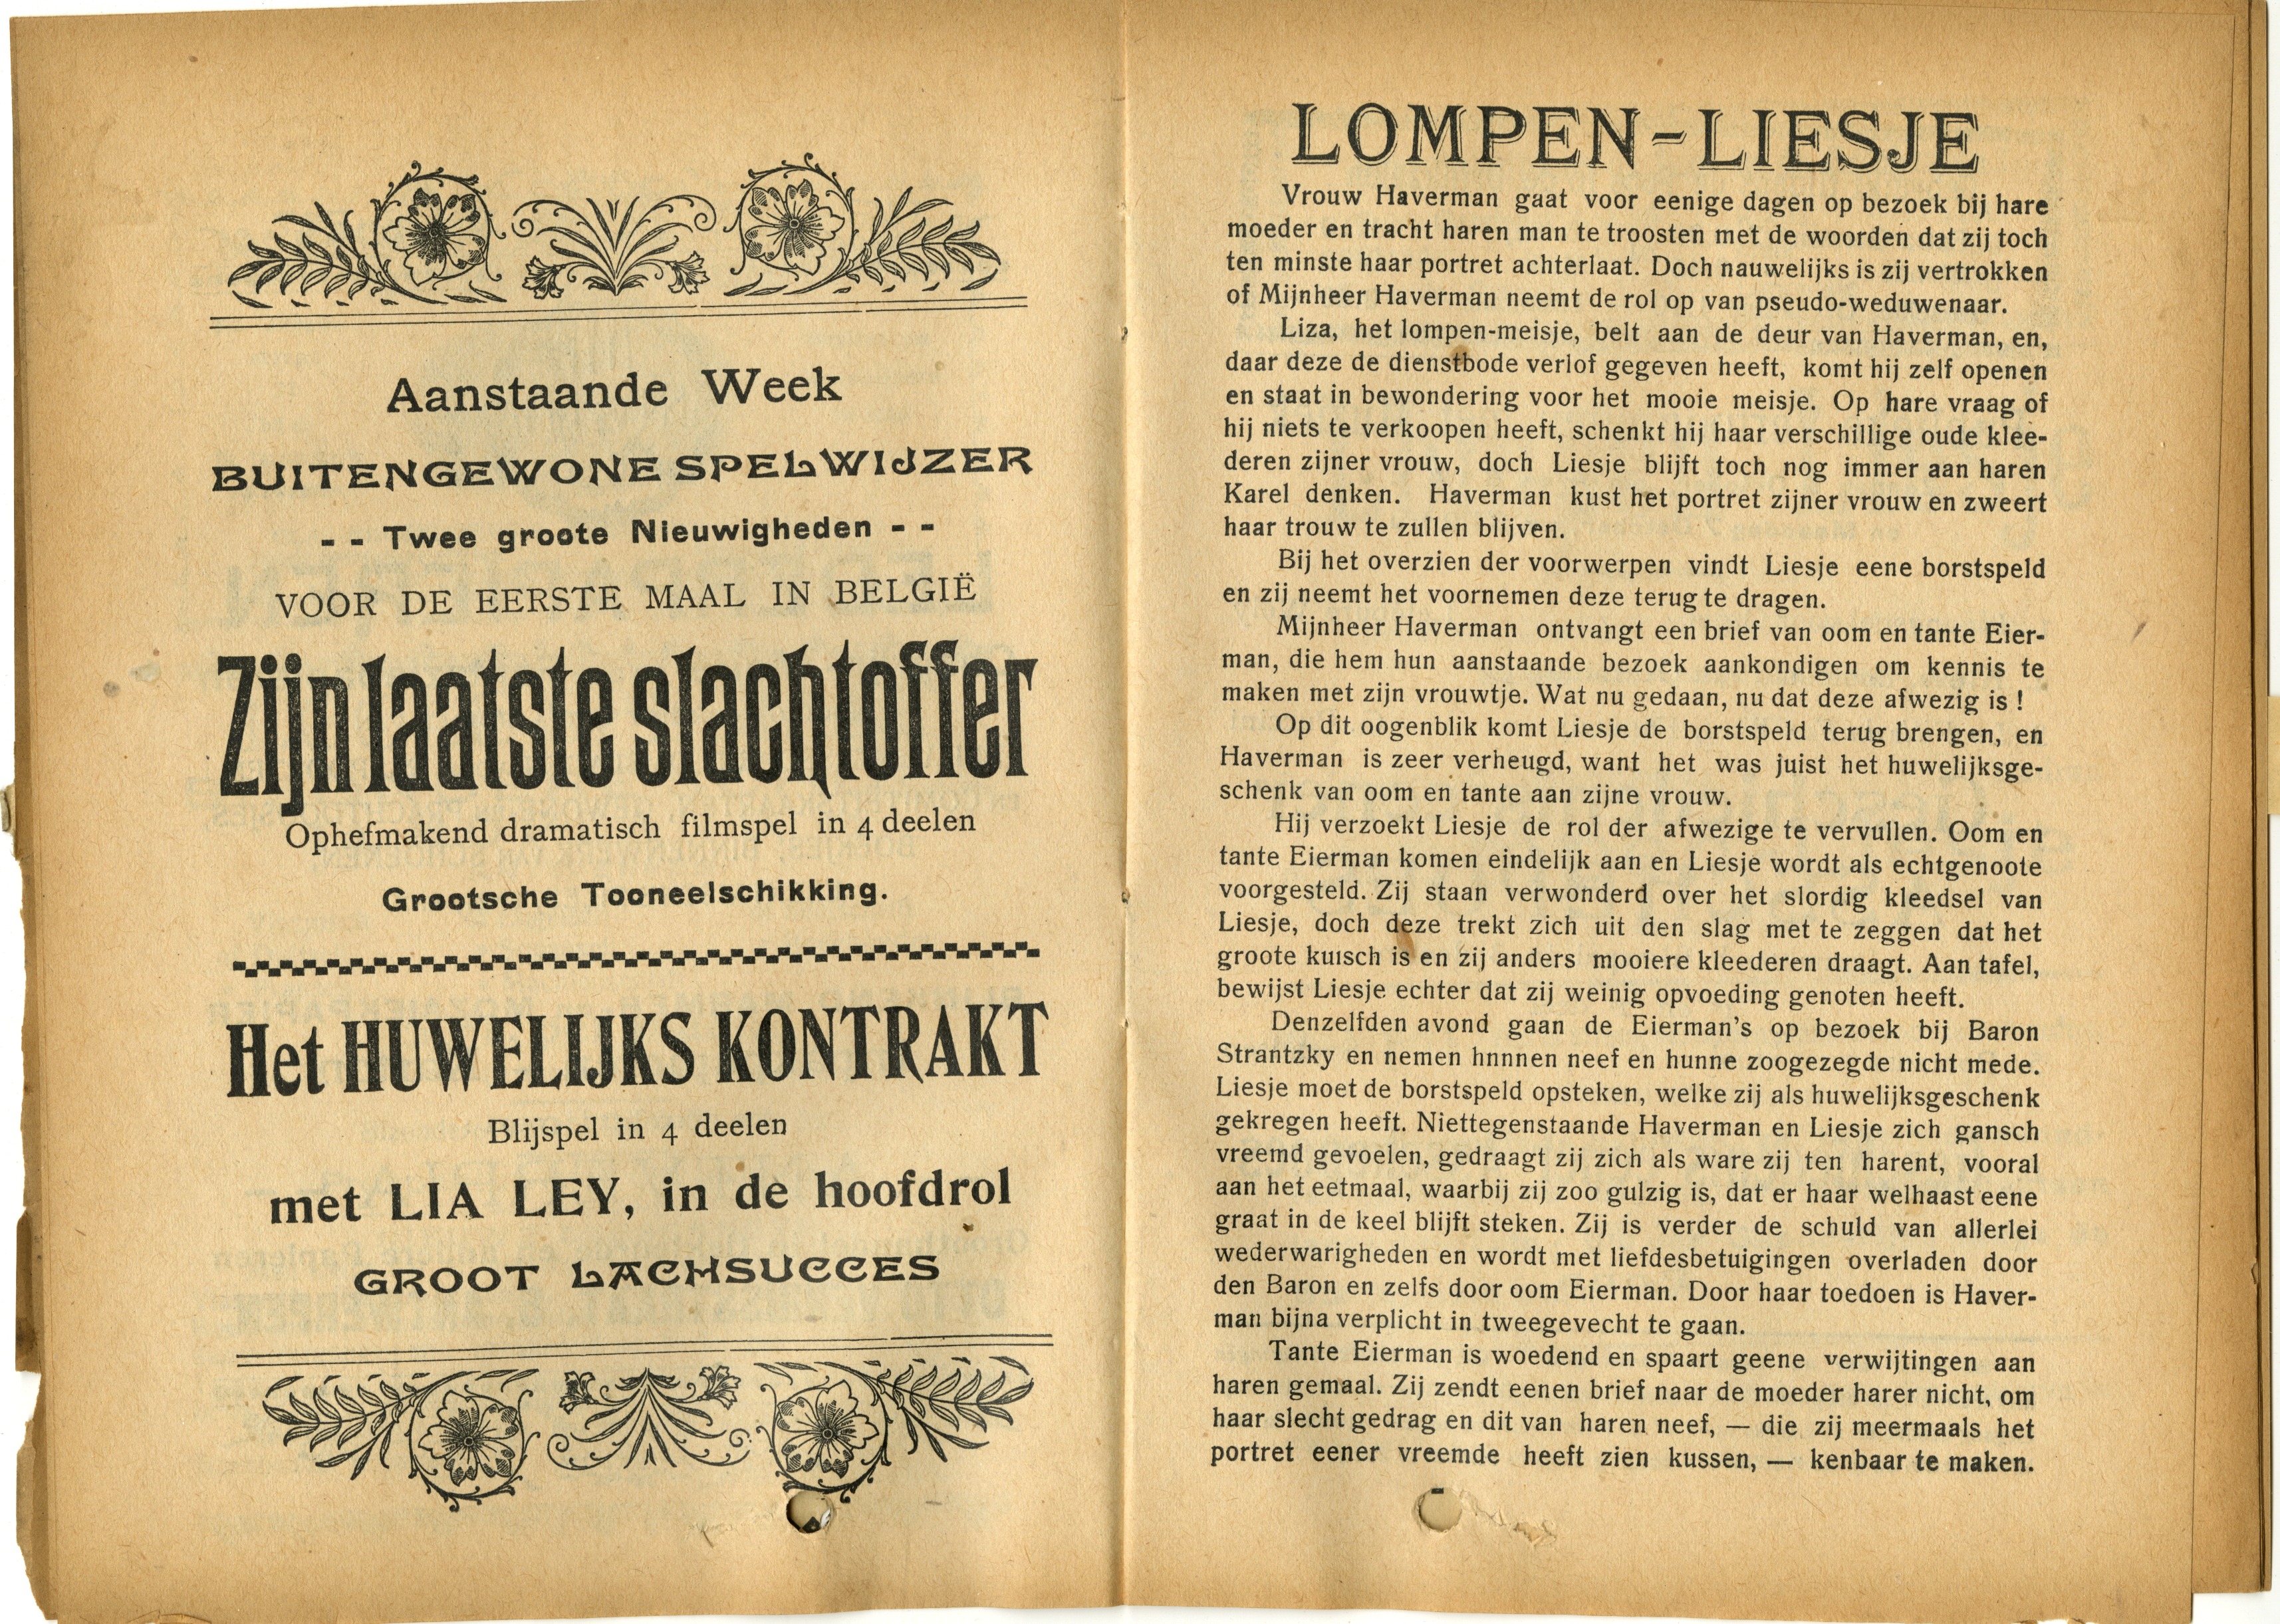 Aanstaande Week
BUITENGEWONE SPELWIJZER
- - Twee groote Nieuwigheden - -
VOOR DE EERSTE MAAL IN BELGIË
Zijn laatste slachtoffer
Ophefmakend dramatisch filmspel in 4 deelen
Grootsche Tooneelschikking.
Het HUWELIJKS KONTRAKT
Blijspel in 4 deelen
met LIA LEY, in de hoofdrol
GROOT LACHSUCCES
LOMPEN-LIESJE
Vrouw Haverman gaat voor eenige dagen op bezoek bij hare
moeder en tracht haren man te troosten met de woorden dat zij toch
ten minste haar portret achterlaat. Doch nauwelijks is zij vertrokken
of Mijnheer Haverman neemt de rol op van pseudo-weduwenaar.
Liza, het lompen-meisje, belt aan de deur van Haverman, en,
daar deze de dienstbode verlof gegeven heeft, komt hij zelf openen
en staat in bewondering voor het mooie meisje. Op hare vraag of
hij niets te verkoopen heeft, schenkt hij haar verschillige oude klee-
deren zijner vrouw, doch Liesje blijft toch nog immer aan haren
Karel denken. Haverman kust het portret zijner vrouw en zweert
haar trouw te zullen blijven.
Bij het overzien der voorwerpen vindt Liesje eene borstspeld
en zij neemt het voornemen deze terug te dragen.
Mijnheer Haverman ontvangt een brief van oom en tante Eier-
man, die hem hun aanstaande bezoek aankondigen om kennis te
maken met zijn vrouwtje. Wat nu gedaan, nu dat deze afwezig is !
Op dit oogenblik komt Liesje de borstspeld terug brengen, en
Haverman is zeer verheugd, want het was juist het huwelijksge-
schenk van oom en tante aan zijne vrouw.
Hij verzoekt Liesje de rol der afwezige te vervullen. Oom en
tante Eierman komen eindelijk aan en Liesje wordt als echtgenoote
voorgesteld. Zij staan verwonderd over het slordig kleedsel van
Liesje, doch deze trekt zich uit den slag met te zeggen dat het
groote kuisch is en zij anders mooiere kleederen draagt. Aan tafel,
bewijst Liesje echter dat zij weinig opvoeding genoten heeft.
Denzelfden avond gaan de Eierman's op bezoek bij Baron
Strantzky en nemen hnnnen neef en hunne zoogezegde nicht mede.
Liesje moet de borstspeld opsteken, welke zij als huwelijksgeschenk
gekregen heeft. Niettegenstaande Haverman en Liesje zich gansch
vreemd gevoelen, gedraagt zij zich als ware zij ten harent, vooral
aan het eetmaal, waarbij zij zoo gulzig is, dat er haar welhaast eene
graat in de keel blijft steken. Zij is verder de schuld van allerlei
wederwarigheden en wordt met liefdesbetuigingen overladen door
den Baron en zelfs door oom Eierman. Door haar toedoen is Haver-
man bijna verplicht in tweegevecht te gaan.
Tante Eierman is woedend en spaart geene verwijtingen aan
haren gemaal. Zij zendt eenen brief naar de moeder harer nicht, om
haar slecht gedrag en dit van haren neef, — die zij meermaals het
portret eener vreemde heeft zien kussen, — kenbaar te maken.